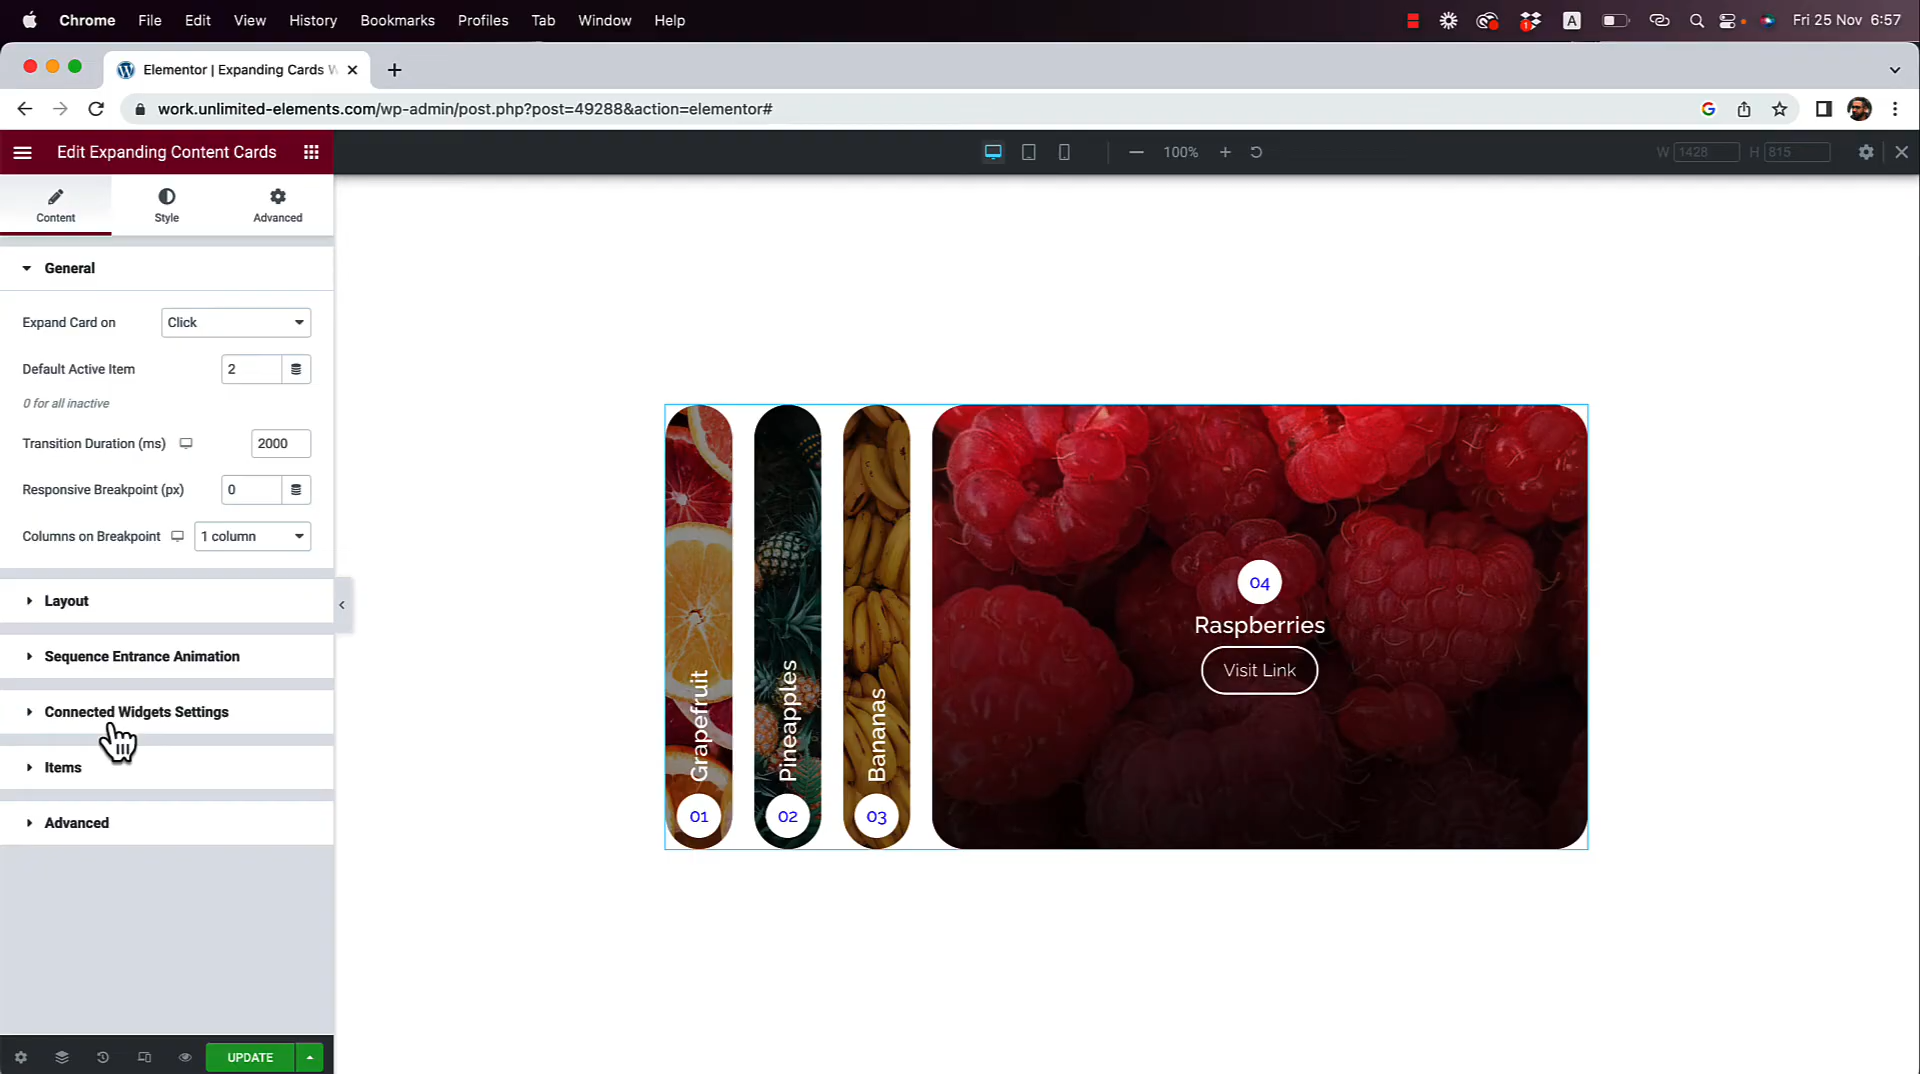 Chrome File Edit View History Bookmarks Profiles Tab Window Help
A
1
Fri 25 Nov 6:57
Elementor | Expanding Cards W
work.unlimited-elements.com/wp-admin/post.php?post=49288&action=elementor#
Edit Expanding Content Cards
100%
W 1428 H 815
Content Style Advanced
General
Expand Card on Click
Default Active Item 2
0 for all inactive
Transition Duration (ms) 2000
Responsive Breakpoint (px) 0
Columns on Breakpoint 1 column
Layout
Sequence Entrance Animation
Connected Widgets Settings
Items
Advanced
UPDATE
Grapefruit
01
Pineapples
02
Bananas
03
04
Raspberries
Visit Link